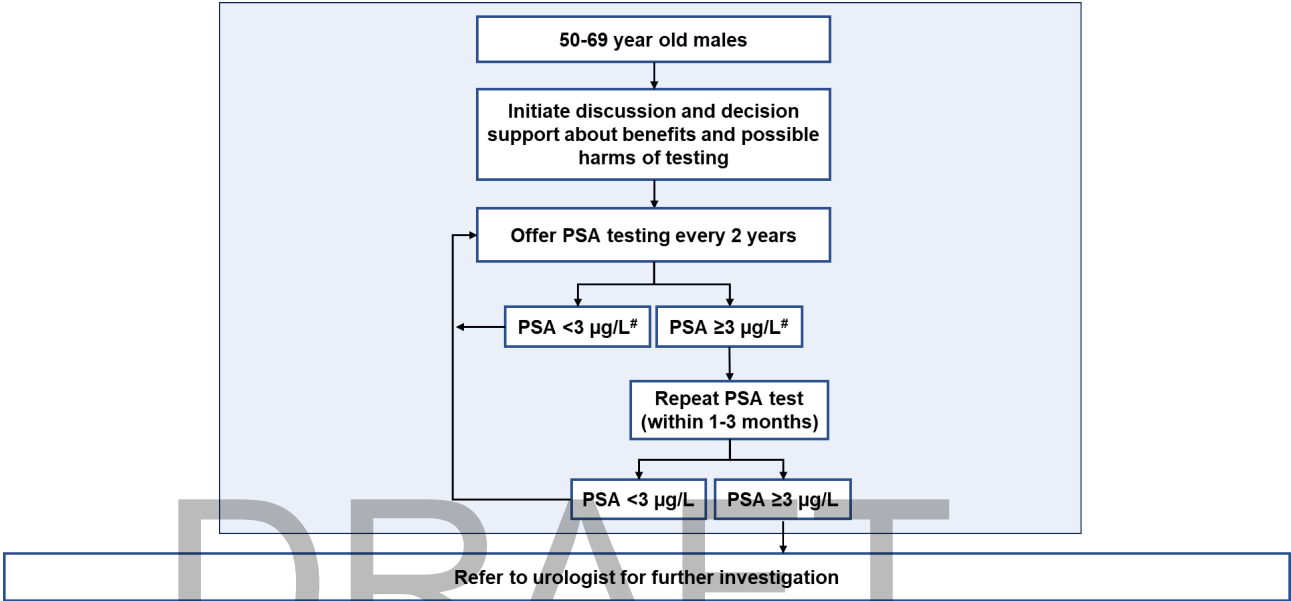 50-69 year old males
Initiate discussion and decision
support about benefits and possible
harms of testing
Offer PSA testing every 2 years
PSA <3 µg/L#
PSA ≥3 µg/L#
Repeat PSA test
(within 1-3 months)
PSA <3 µg/L
PSA ≥3 µg/L
DRAFT
Refer to urologist for further investigation